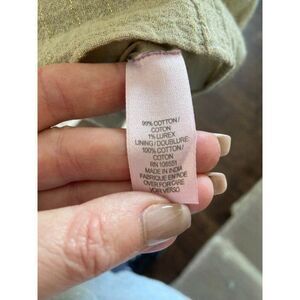 99% COTTON/
COTON
1% LUREX
LINING / DOUBLURE:
100% COTTON/
COTON
RN 106551
MADE IN INDIA
FABRIQUE EN INDE
OVER FOR CARE
VOIR VERSO